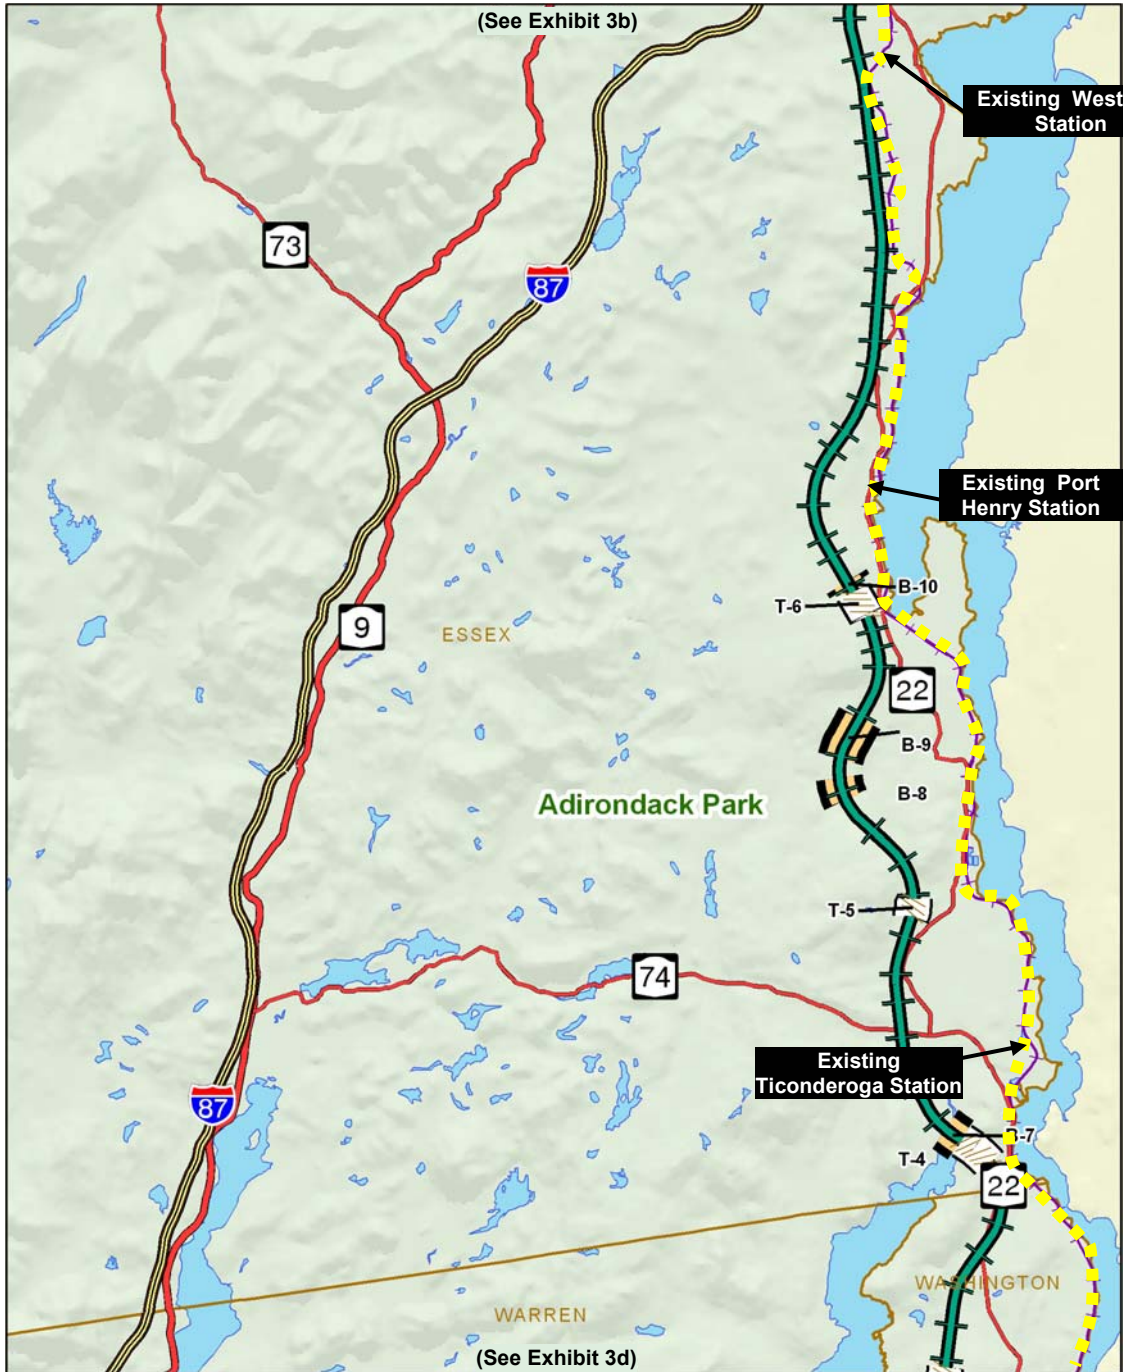 (See Exhibit 3b)
Existing West
Station
73
87
Existing Port
Henry Station
B-10
T-6
9
ESSEX
22
B-9
B-8
Adirondack Park
T-5
74
Existing
Ticonderoga Station
87
B-7
T-4
22
WASHINGTON
WARREN
(See Exhibit 3d)